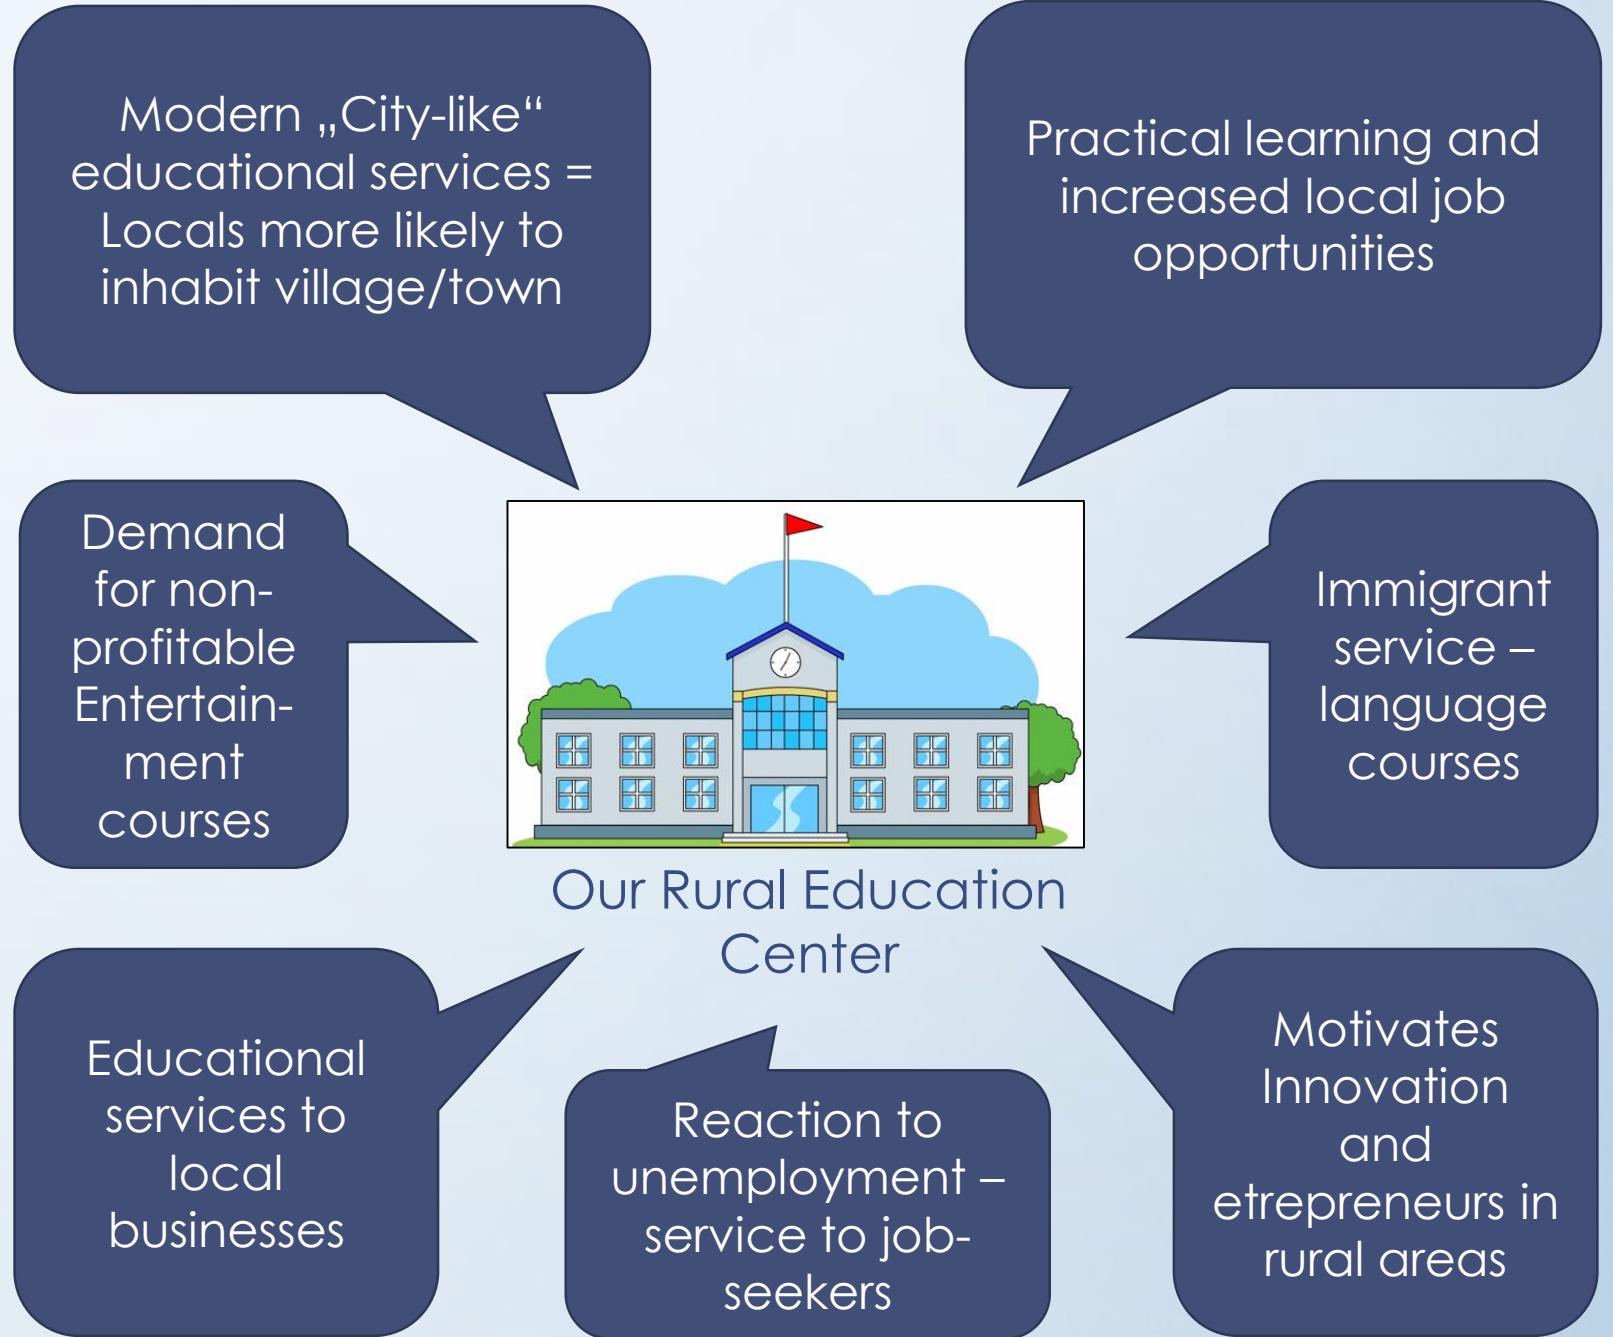 Modern „City-like“
educational services =
Locals more likely to
inhabit village/town
Practical learning and
increased local job
opportunities
Demand
for non-
profitable
Entertain-
ment
courses
Immigrant
service –
language
courses
Our Rural Education
Center
Educational
services to
local
businesses
Reaction to
unemployment –
service to job-
seekers
Motivates
Innovation
and
etrepreneurs in
rural areas